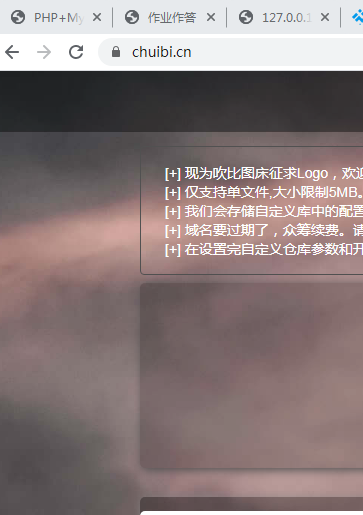 PHP+My
作业作答
127.0.0.1
chuibi.cn
[+] 现为吹比图床征求Logo，欢迎
[+] 仅支持单文件,大小限制5MB。
[+] 我们会存储自定义库中的配置
[+] 域名要过期了，众筹续费。请
[+] 在设置完自定义仓库参数和开